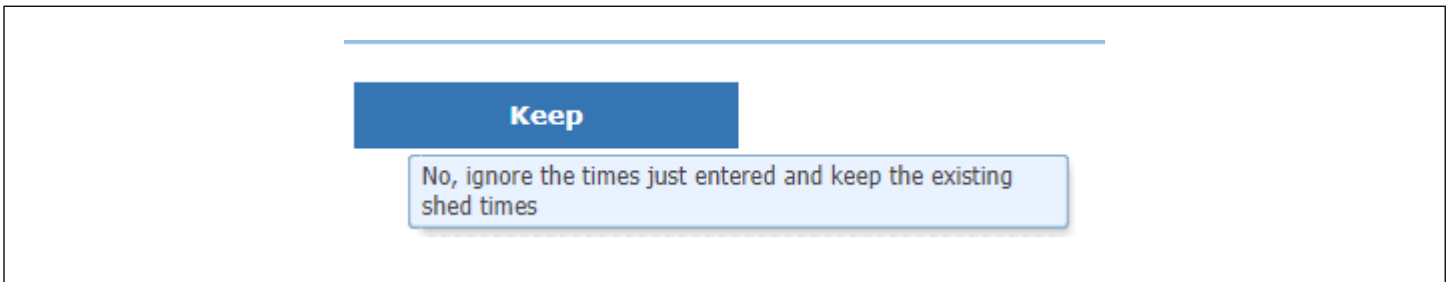 Keep
No, ignore the times just entered and keep the existing
shed times